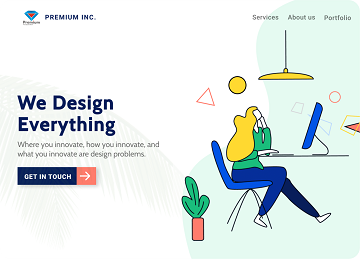 Premium
PREMIUM INC.
Services
About us
Portfolio
We Design
Everything
Where you innovate, how you innovate, and
what you innovate are design problems.
GET IN TOUCH